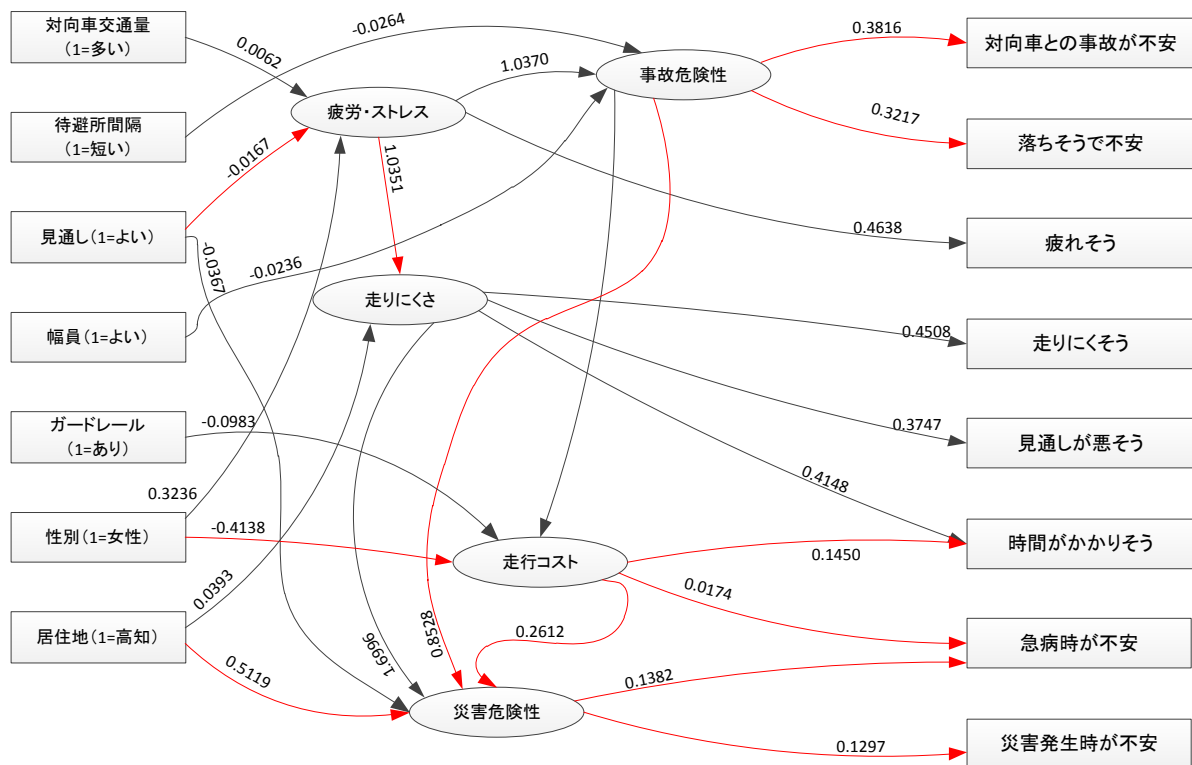 対向車交通量
(1=多い)
待避所間隔
(1=短い)
見通し(1=よい)
幅員(1=よい)
ガードレール
(1=あり)
性別(1=女性)
居住地(1=高知)
0.0062
-0.0264
-0.0167
-0.0367
-0.0236
-0.0983
0.3236
-0.4138
0.0393
0.5119
疲労・ストレス
1.0370
1.0351
事故危険性
走りにくさ
走行コスト
災害危険性
1.6996
0.8528
0.2612
0.3816
0.3217
0.4638
0.4508
0.3747
0.4148
0.1450
0.0174
0.1382
0.1297
対向車との事故が不安
落ちそうで不安
疲れそう
走りにくそう
見通しが悪そう
時間がかかりそう
急病時が不安
災害発生時が不安